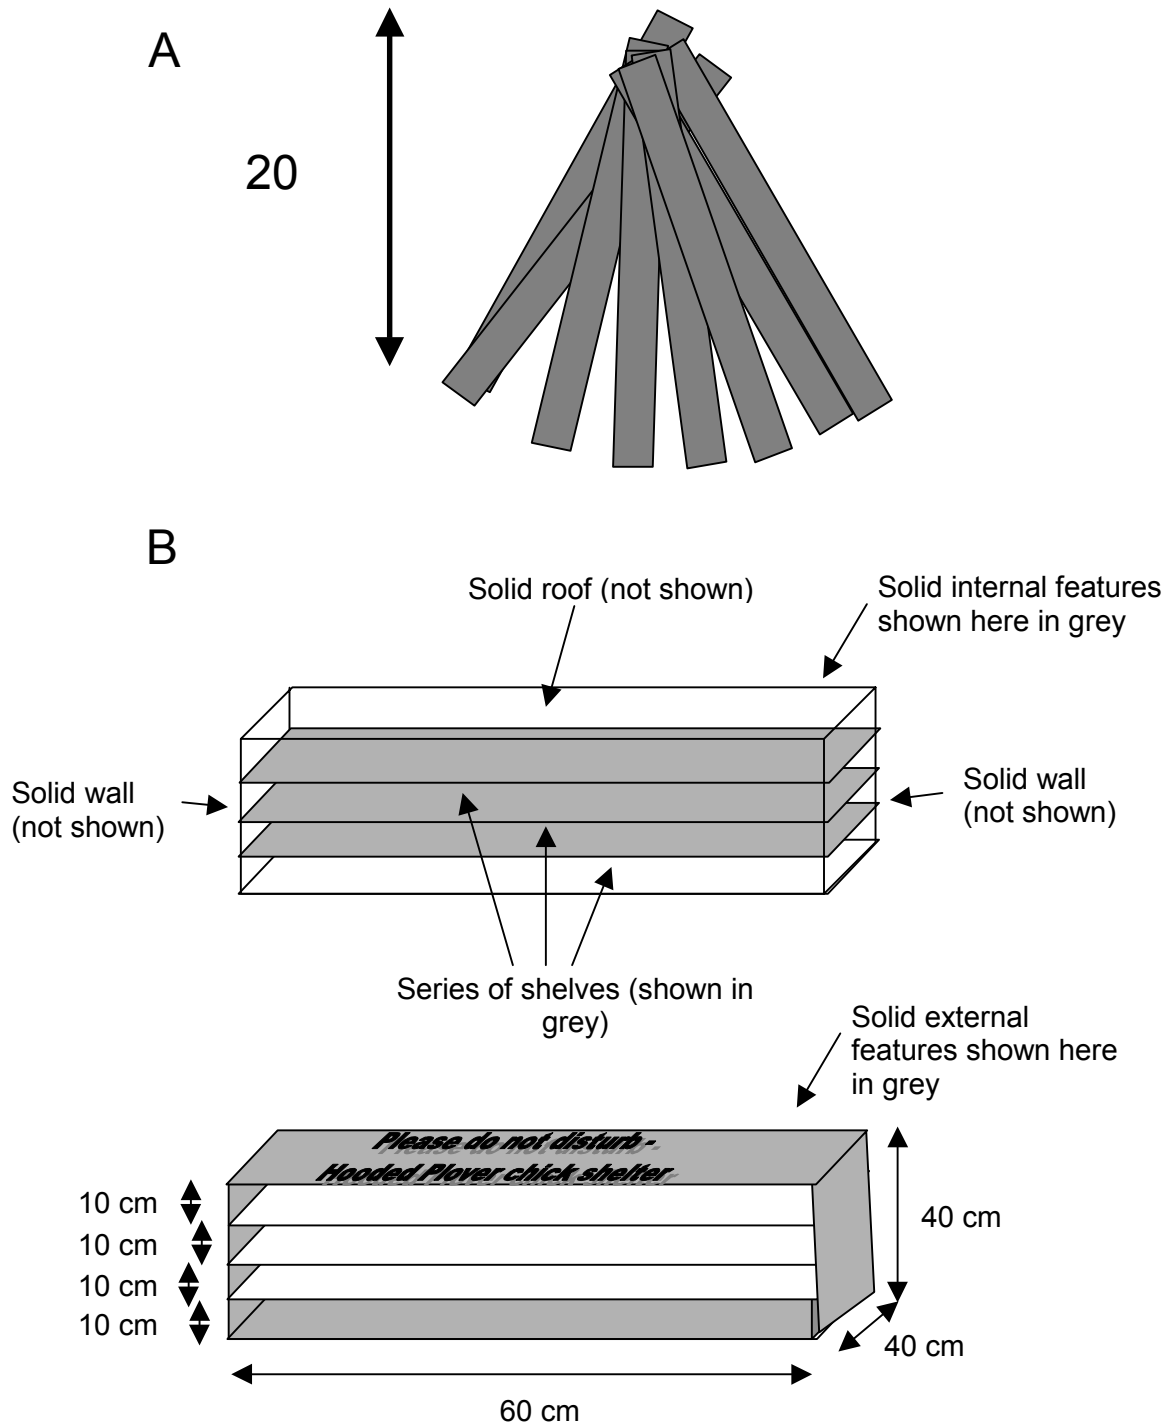 A
20
B
Solid roof (not shown)
Solid internal features
shown here in grey
Solid wall
(not shown)
Solid wall
(not shown)
Series of shelves (shown in
grey)
Solid external
features shown here
in grey
Please do not disturb -
Hooded Plover chick shelter
10 cm
10 cm
10 cm
10 cm
40 cm
40 cm
60 cm